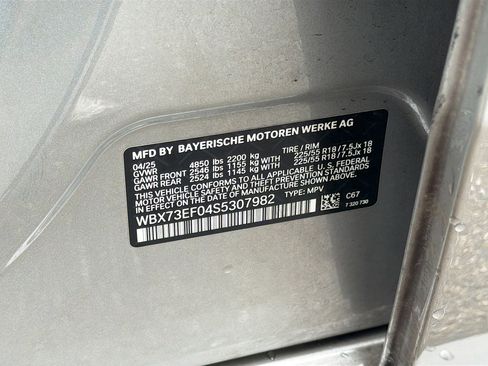 MFD BY BAYERISCHE MOTOREN WERKE AG
04/25 TIRE / RIM
GVWR 4850 lbs 2200 kg
GAWR FRONT 2546 lbs 1155 kg WITH 225/55 R18 / 7.5Jx 18
GAWR REAR 2524 lbs 1145 kg WITH 225/55 R18 / 7.5Jx 18
THIS VEHICLE CONFORMS TO ALL APPLICABLE U. S. FEDERAL
MOTOR VEHICLE SAFETY, BUMPER, AND THEFT PREVENTION
STANDARDS IN EFFECT ON THE DATE OF
MANUFACTURE SHOWN ABOVE.
WBX73EF04S5307982 TYPE: MPV
C67
7 320 730